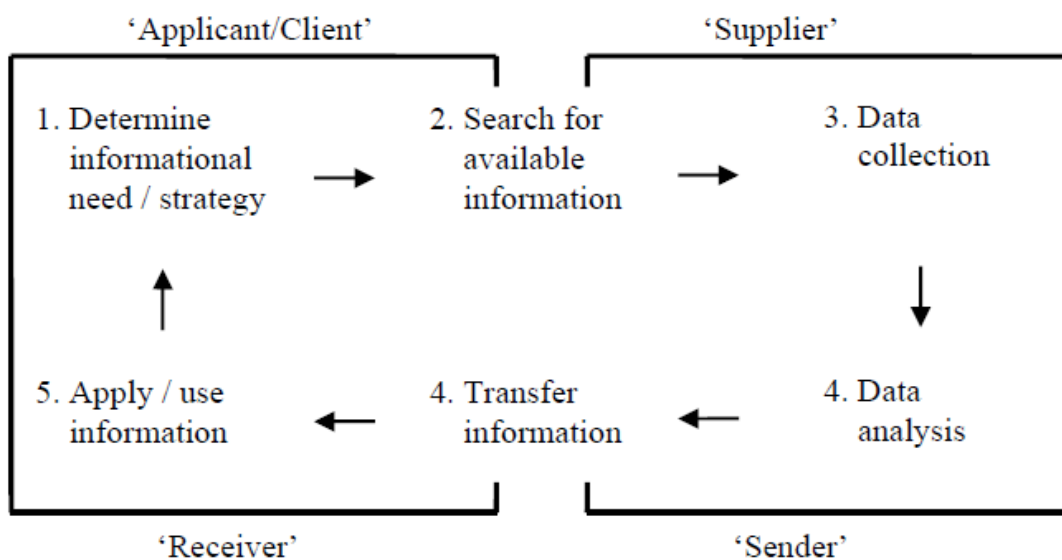 ‘Applicant/Client’
‘Supplier’
1. Determine
informational
need / strategy
2. Search for
available
information
3. Data
collection
5. Apply / use
information
4. Transfer
information
4. Data
analysis
‘Receiver’
‘Sender’